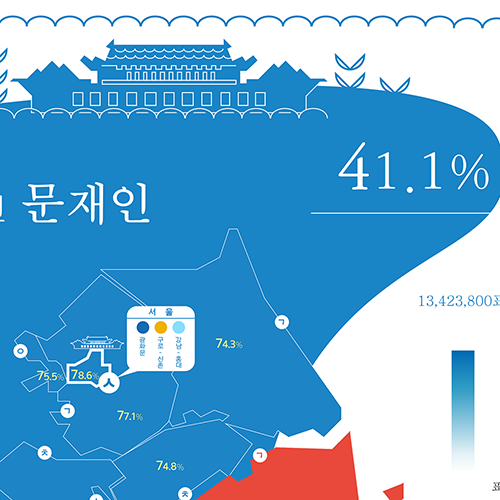 41.1%
문재인
13,423,800표
서 울
광화문
구로·신촌
강남·홍대
ㄱ
ㅇ
74.3%
75.5%
78.6%
ㅅ
ㄱ
77.1%
ㅊ
ㄱ
74.8%
ㅊ